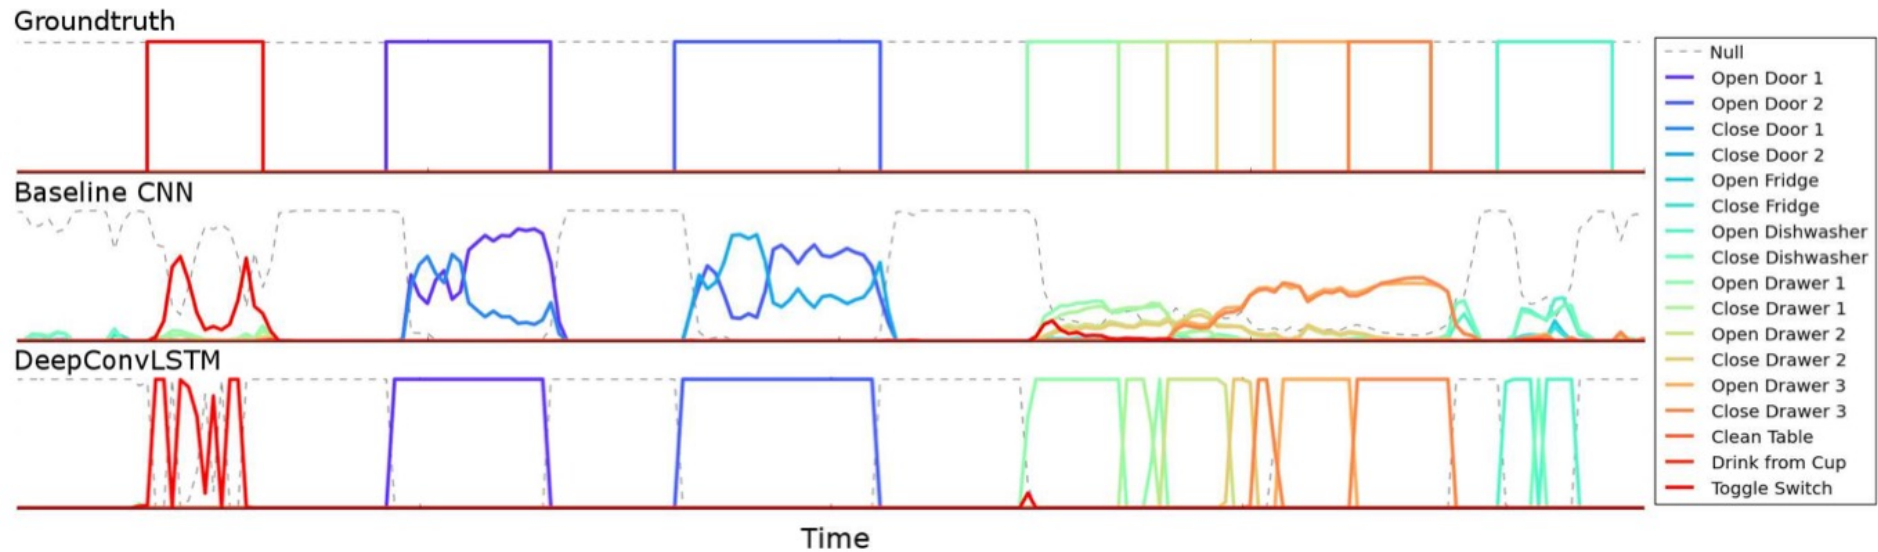 Groundtruth
Baseline CNN
DeepConvLSTM
Time
Null
Open Door 1
Open Door 2
Close Door 1
Close Door 2
Open Fridge
Close Fridge
Open Dishwasher
Close Dishwasher
Open Drawer 1
Close Drawer 1
Open Drawer 2
Close Drawer 2
Open Drawer 3
Close Drawer 3
Clean Table
Drink from Cup
Toggle Switch